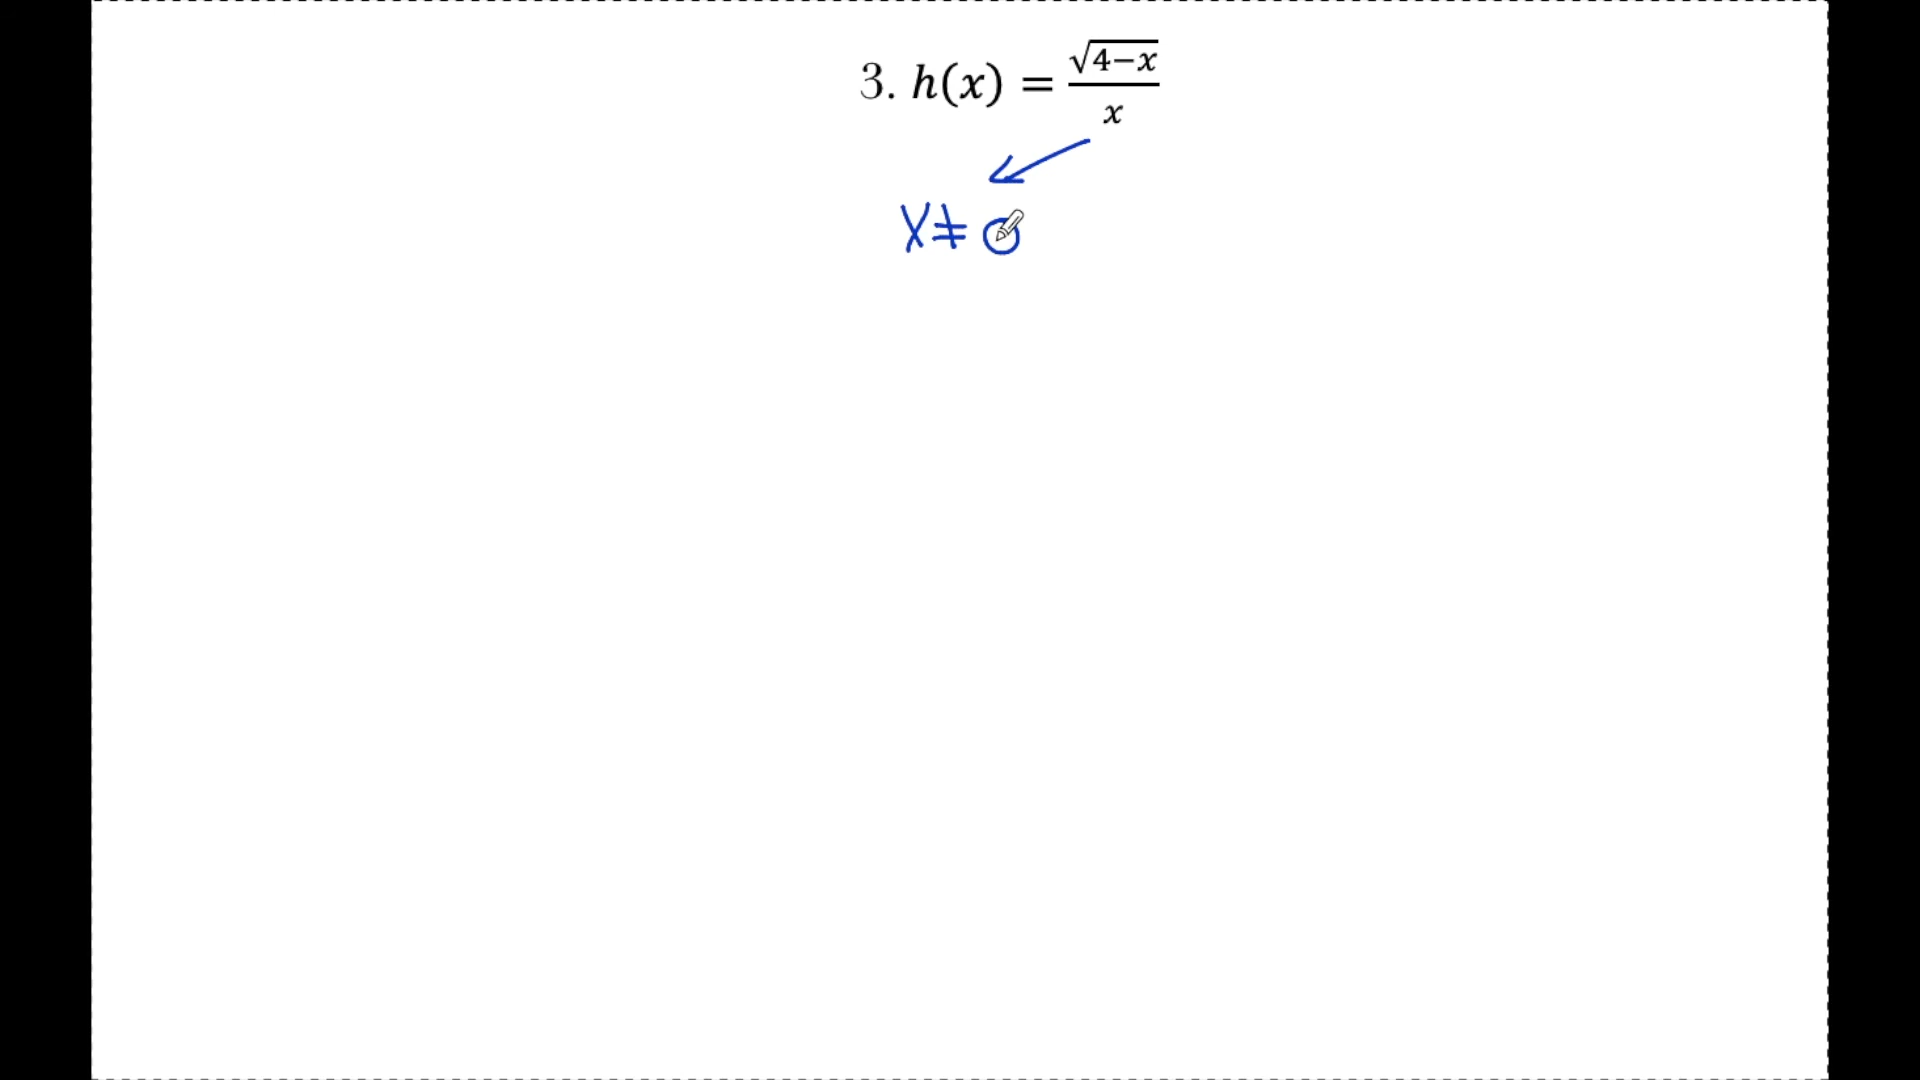 3. h(x) = √(4−x)/x
x ≠ 0